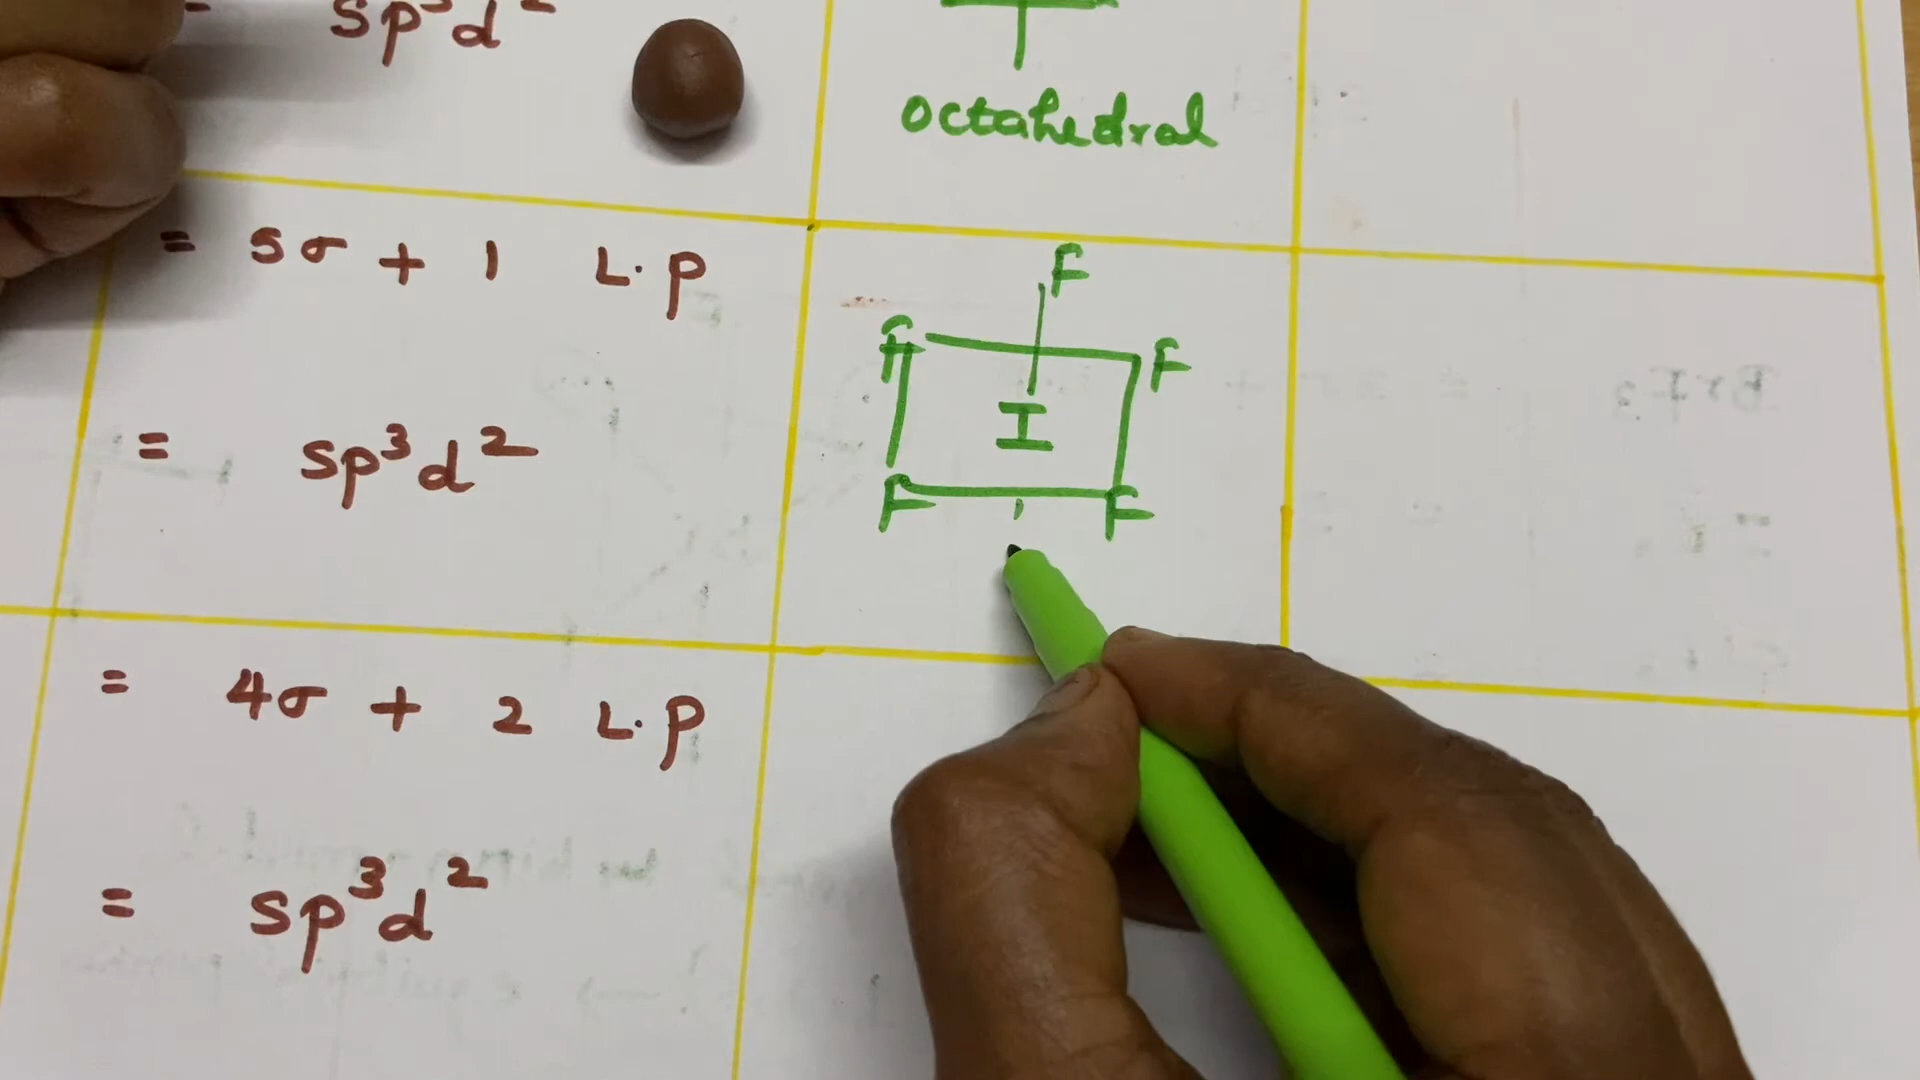 = sp³d²
octahedral
= 5σ + 1 L.P
F
F F
I
F F
= sp³d²
= 4σ + 2 L.P
= sp³d²